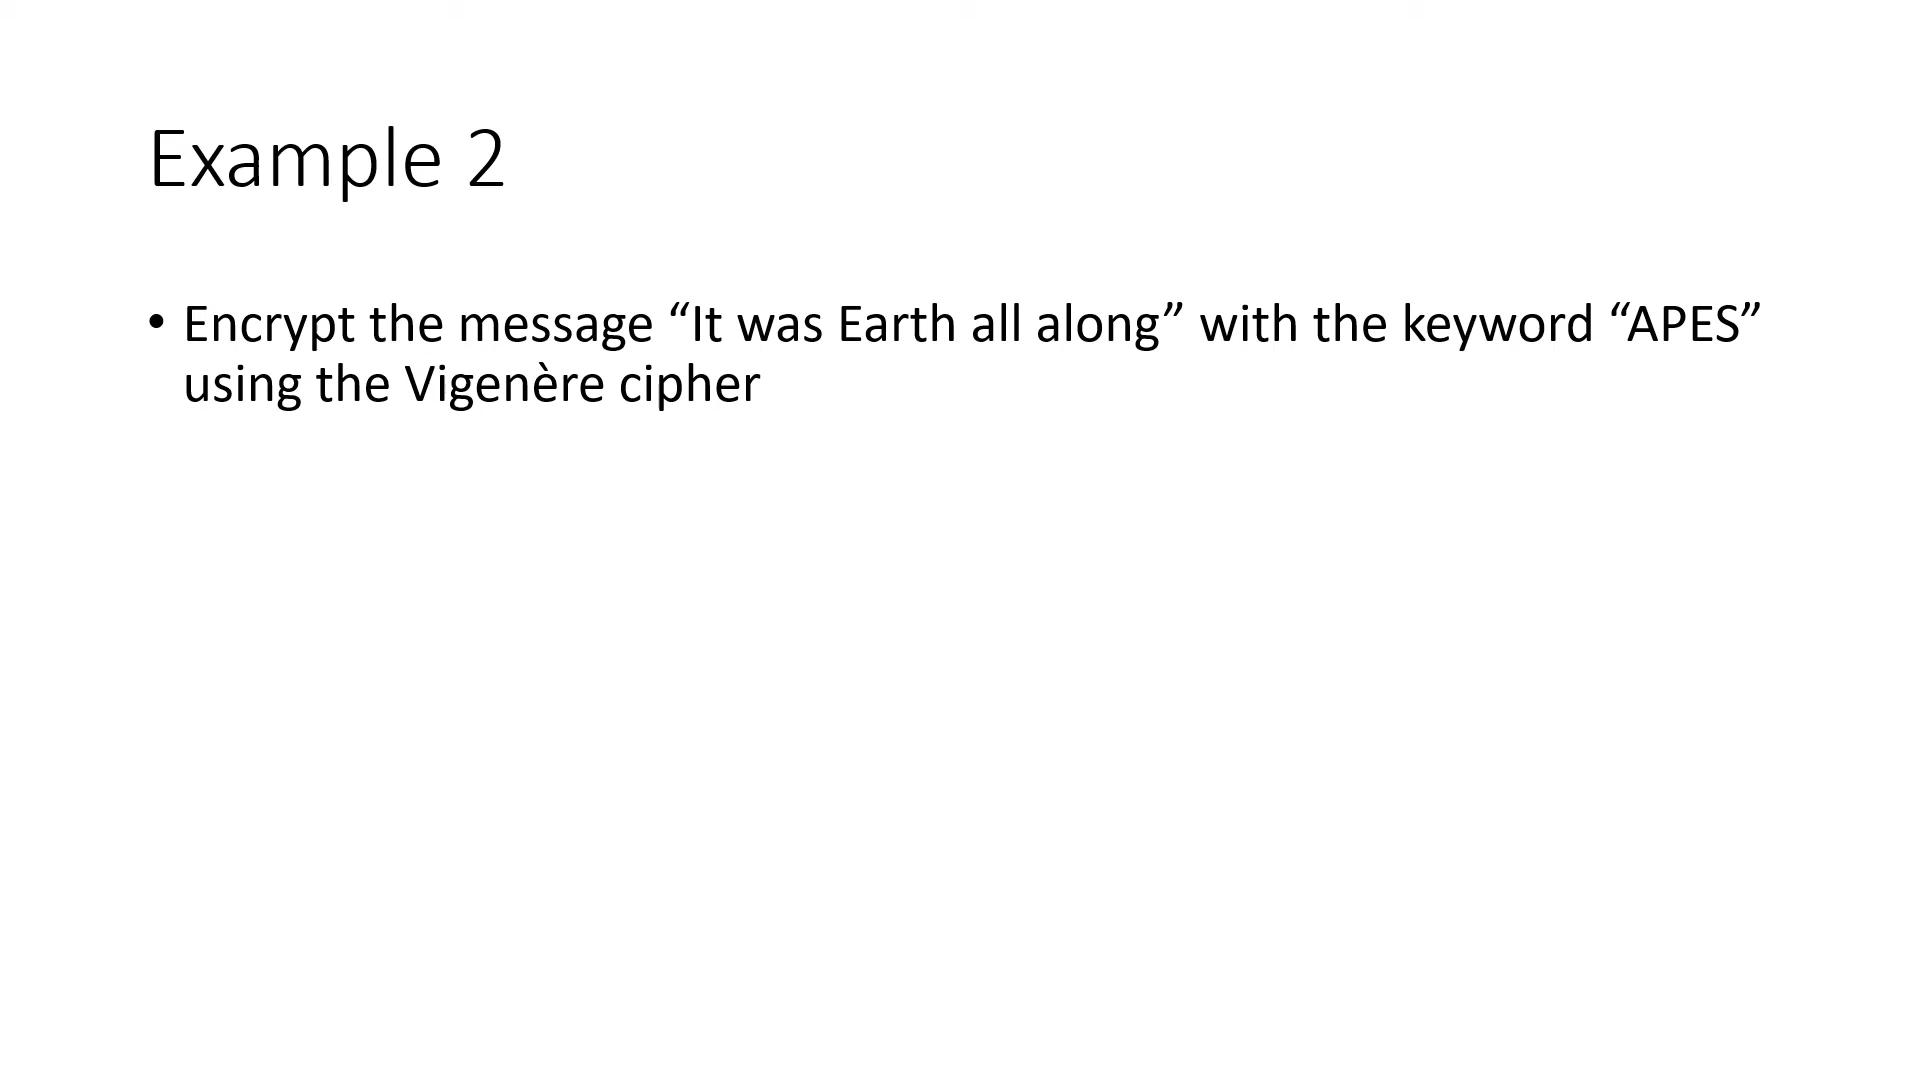 Example 2
• Encrypt the message “It was Earth all along” with the keyword “APES”
using the Vigenère cipher